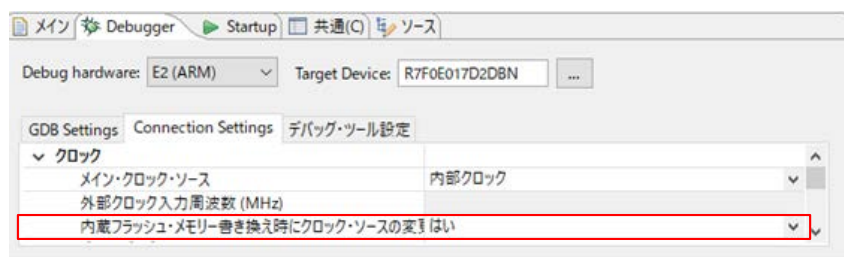 メイン Debugger Startup 共通(C) ソース
Debug hardware: E2 (ARM) Target Device: R7F0E017D2DBN ...
GDB Settings Connection Settings デバッグ・ツール設定
クロック
メイン・クロック・ソース 内部クロック
外部クロック入力周波数 (MHz)
内蔵フラッシュ・メモリー書き換え時にクロック・ソースの変更 はい